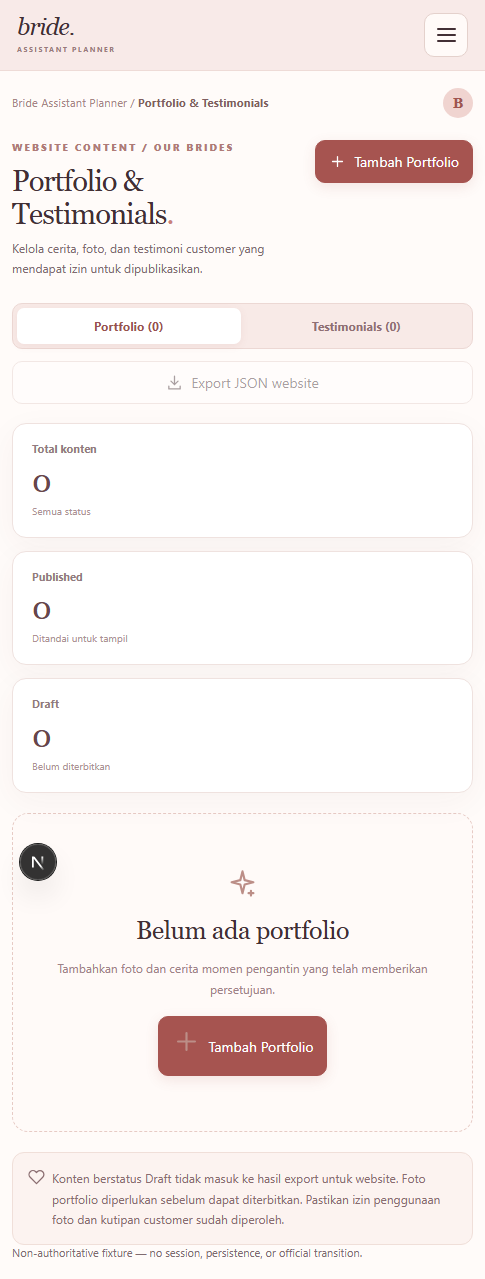 bride.
ASSISTANT PLANNER
Bride Assistant Planner / Portfolio & Testimonials
B
WEBSITE CONTENT / OUR BRIDES
Tambah Portfolio
Portfolio &
Testimonials.
Kelola cerita, foto, dan testimoni customer yang
mendapat izin untuk dipublikasikan.
Portfolio (0)
Testimonials (0)
Export JSON website
Total konten
0
Semua status
Published
0
Ditandai untuk tampil
Draft
0
Belum diterbitkan
N
Belum ada portfolio
Tambahkan foto dan cerita momen pengantin yang telah memberikan
persetujuan.
Tambah Portfolio
Konten berstatus Draft tidak masuk ke hasil export untuk website. Foto
portfolio diperlukan sebelum dapat diterbitkan. Pastikan izin penggunaan
foto dan kutipan customer sudah diperoleh.
Non-authoritative fixture — no session, persistence, or official transition.